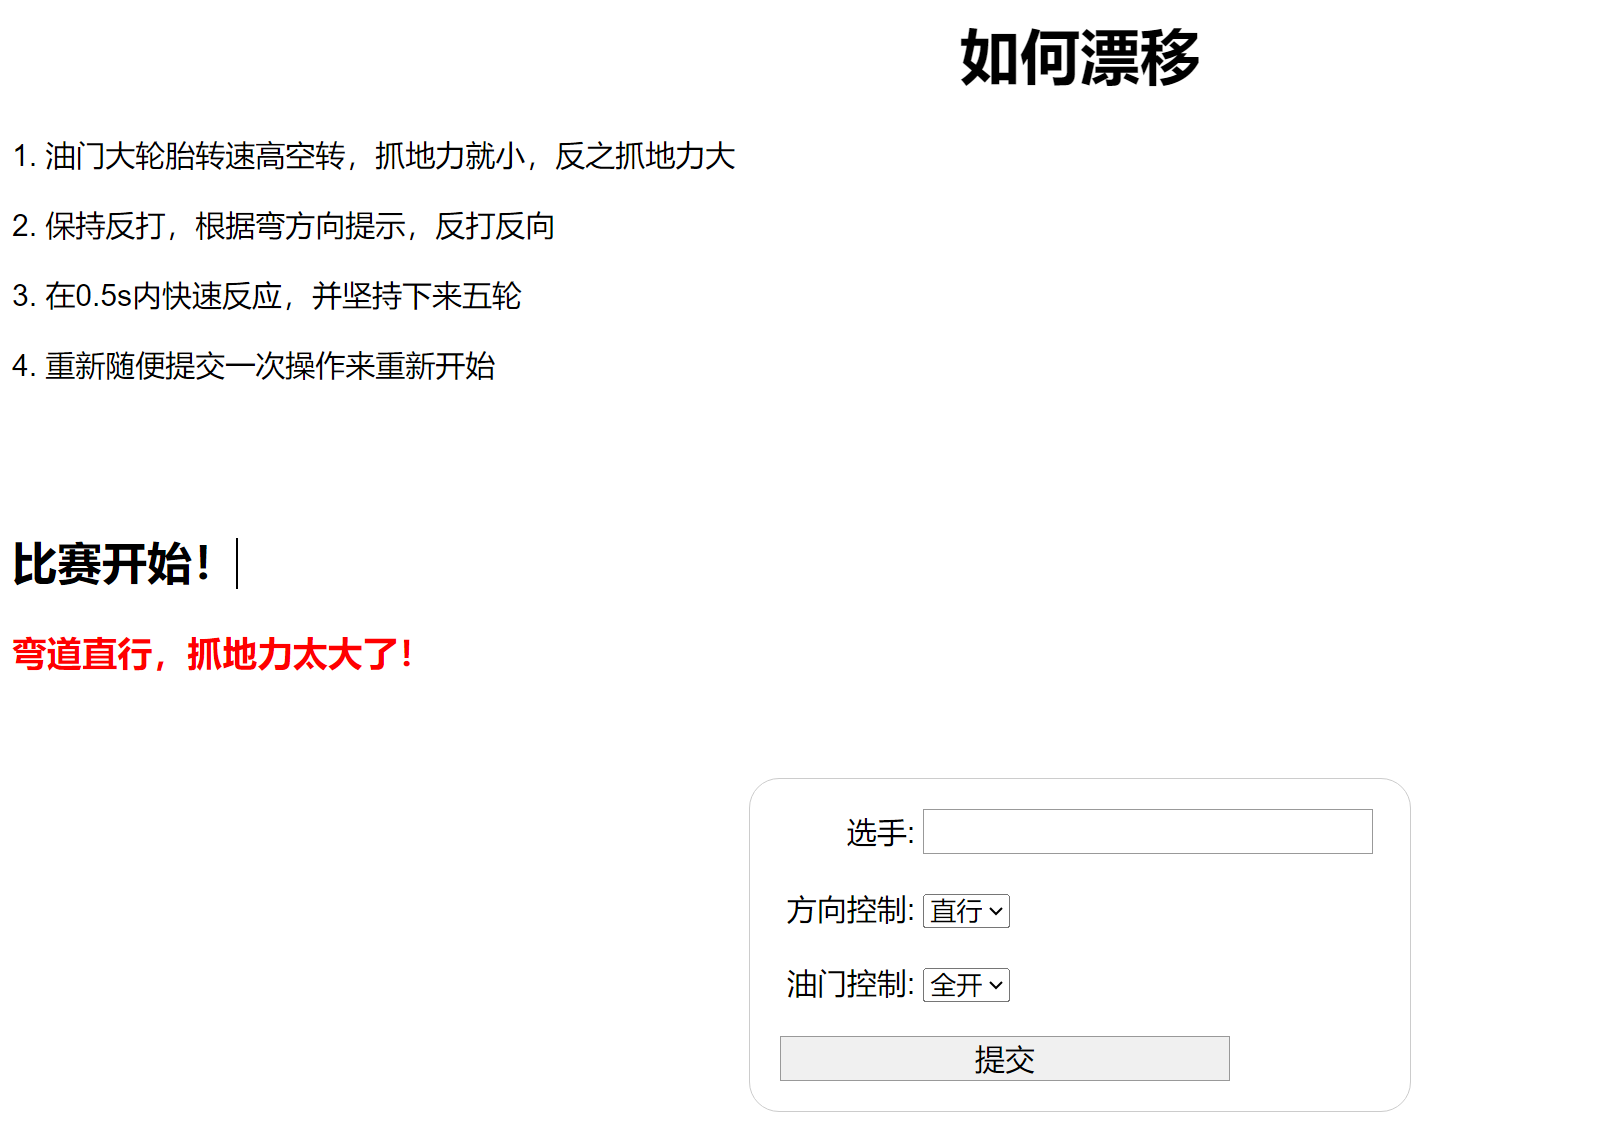 如何漂移
1. 油门大轮胎转速高空转，抓地力就小，反之抓地力大
2. 保持反打，根据弯方向提示，反打反向
3. 在0.5s内快速反应，并坚持下来五轮
4. 重新随便提交一次操作来重新开始
比赛开始！
弯道直行，抓地力太大了！
选手:
方向控制: 直行
油门控制: 全开
提交